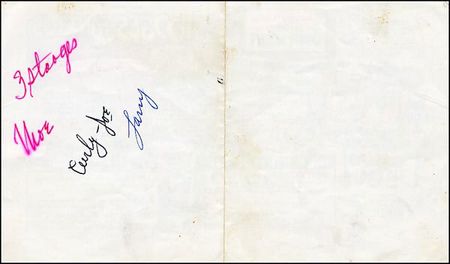 3 Stooges
Moe
Curly-Joe
Larry